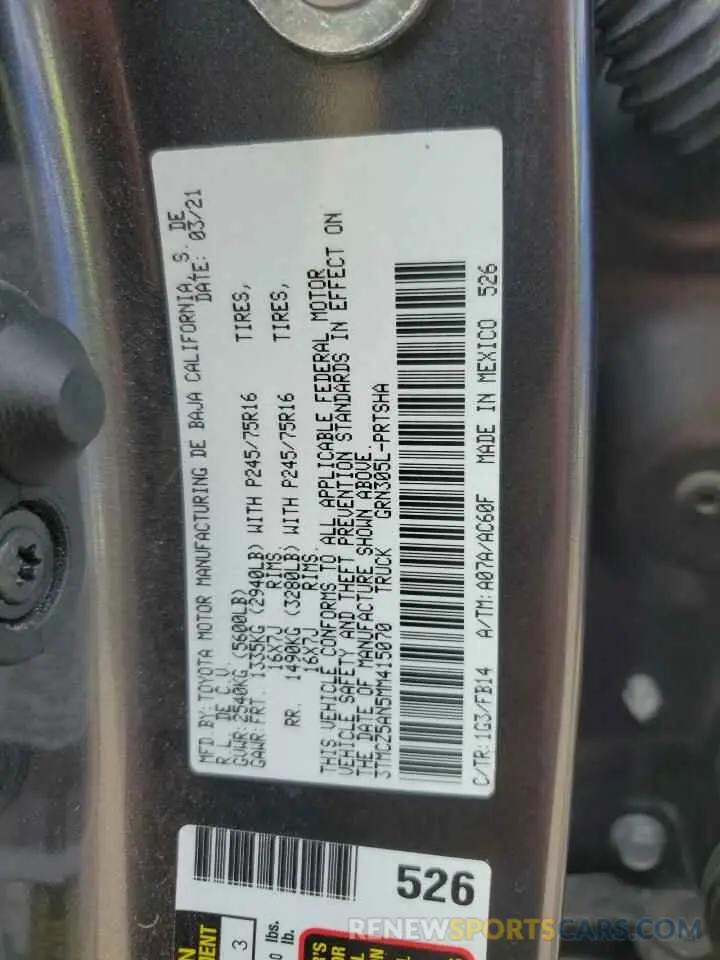 MFD.BY: TOYOTA MOTOR MANUFACTURING DE BAJA CALIFORNIA, S. DE
R.L. DE C.V. DATE: 03/21
GVWR: 2540KG (5600LB)
GAWR: FRT. 1335KG (2940LB) WITH P245/75R16 TIRES,
16X7J RIMS
RR. 1490KG (3280LB) WITH P245/75R16 TIRES,
16X7J RIMS
THIS VEHICLE CONFORMS TO ALL APPLICABLE FEDERAL MOTOR
VEHICLE SAFETY AND THEFT PREVENTION STANDARDS IN EFFECT ON
THE DATE OF MANUFACTURE SHOWN ABOVE.
3TMCZ5AN5MM415070 TRUCK GRN305L-PRTSHA
C/TR: 1G3/FB14 A/TM: A07A/AC60F MADE IN MEXICO 526
526
3
0 lbs.
lb.
RENEWSPORTSCARS.COM